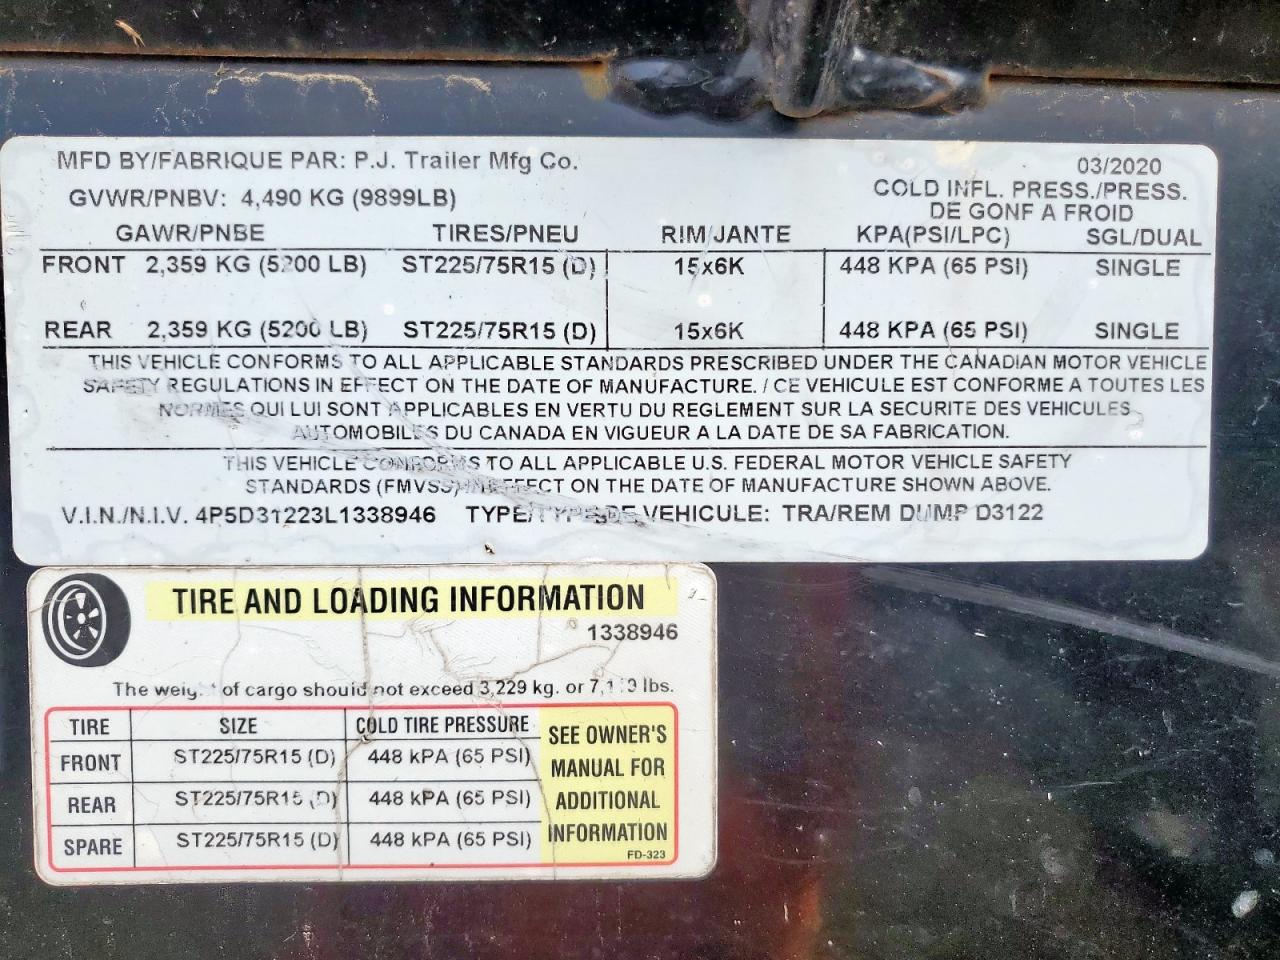 MFD BY/FABRIQUE PAR: P.J. Trailer Mfg Co. 03/2020
GVWR/PNBV: 4,490 KG (9899LB) COLD INFL. PRESS./PRESS.
DE GONF A FROID
GAWR/PNBE TIRES/PNEU RIM/JANTE KPA(PSI/LPC) SGL/DUAL
FRONT 2,359 KG (5200 LB) ST225/75R15 (D) 15x6K 448 KPA (65 PSI) SINGLE
REAR 2,359 KG (5200 LB) ST225/75R15 (D) 15x6K 448 KPA (65 PSI) SINGLE
THIS VEHICLE CONFORMS TO ALL APPLICABLE STANDARDS PRESCRIBED UNDER THE CANADIAN MOTOR VEHICLE
SAFETY REGULATIONS IN EFFECT ON THE DATE OF MANUFACTURE. / CE VEHICULE EST CONFORME A TOUTES LES
NORMES QUI LUI SONT APPLICABLES EN VERTU DU REGLEMENT SUR LA SECURITE DES VEHICULES
AUTOMOBILES DU CANADA EN VIGUEUR A LA DATE DE SA FABRICATION.
THIS VEHICLE CONFORMS TO ALL APPLICABLE U.S. FEDERAL MOTOR VEHICLE SAFETY
STANDARDS (FMVSS) IN EFFECT ON THE DATE OF MANUFACTURE SHOWN ABOVE.
V.I.N./N.I.V. 4P5D31223L1338946 TYPE/TYPE DE VEHICULE: TRA/REM DUMP D3122
TIRE AND LOADING INFORMATION
1338946
The weight of cargo should not exceed 3,229 kg. or lbs.
TIRE SIZE COLD TIRE PRESSURE
FRONT ST225/75R15 (D) 448 kPA (65 PSI)
REAR ST225/75R15 (D) 448 kPA (65 PSI)
SPARE ST225/75R15 (D) 448 kPA (65 PSI)
SEE OWNER'S
MANUAL FOR
ADDITIONAL
INFORMATION
FD-323